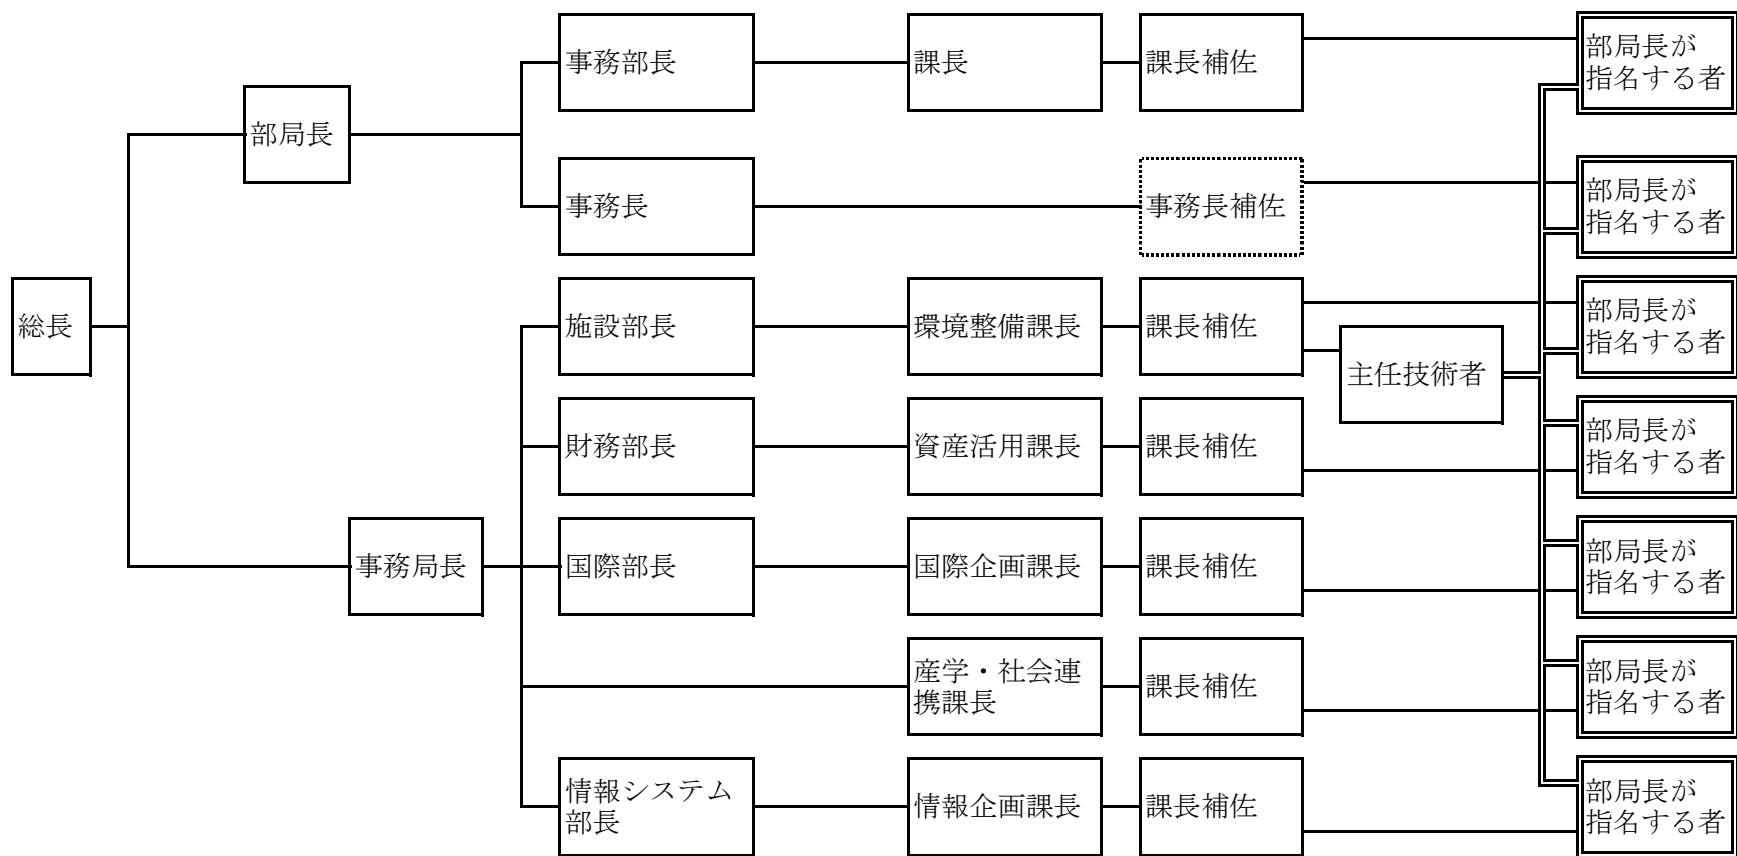 事務部長
課長
課長補佐
部局長が
指名する者
部局長
事務長
事務長補佐
部局長が
指名する者
総長
施設部長
環境整備課長
課長補佐
主任技術者
部局長が
指名する者
財務部長
資産活用課長
課長補佐
部局長が
指名する者
事務局長
国際部長
国際企画課長
課長補佐
部局長が
指名する者
産学・社会連
携課長
課長補佐
部局長が
指名する者
情報システム
部長
情報企画課長
課長補佐
部局長が
指名する者